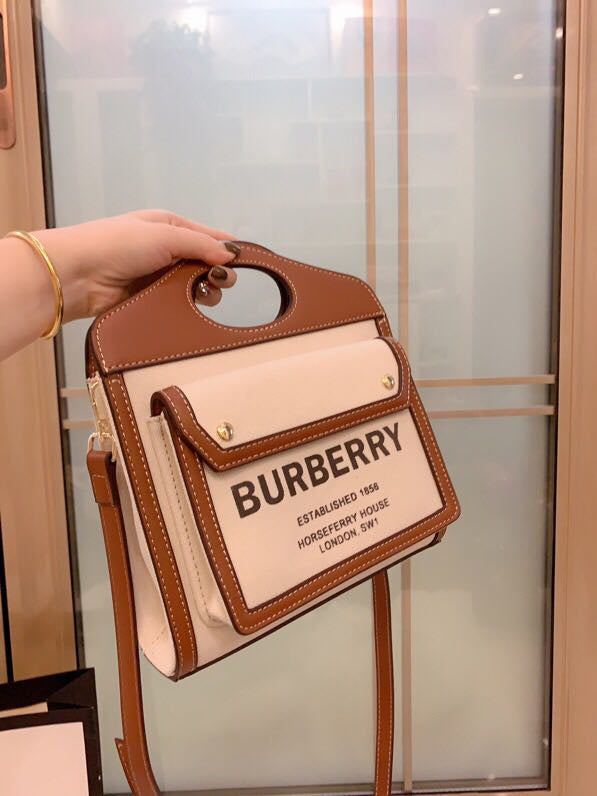 BURBERRY
ESTABLISHED 1856
HORSEFERRY HOUSE
LONDON, SW1